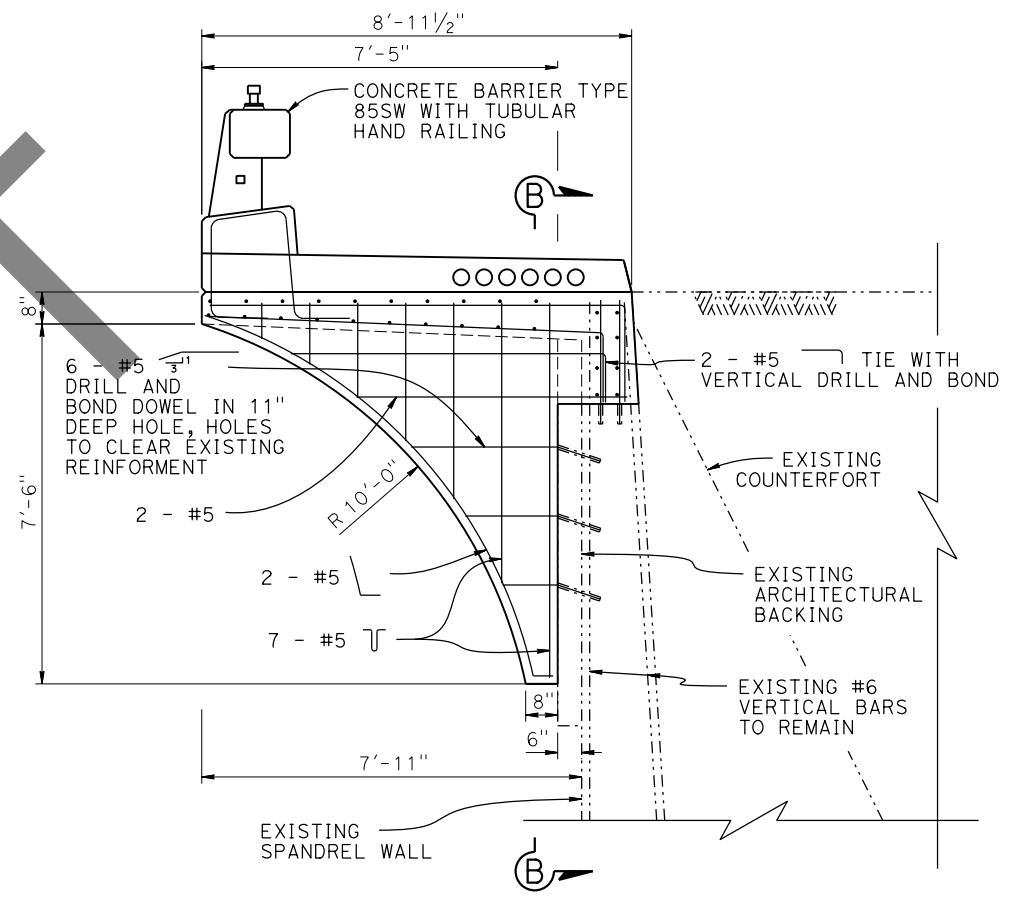 8'-11½"
7'-5"
CONCRETE BARRIER TYPE
85SW WITH TUBULAR
HAND RAILING
B
8"
6 - #5
3"
DRILL AND
BOND DOWEL IN 11"
DEEP HOLE, HOLES
TO CLEAR EXISTING
REINFORMENT
2 - #5 TIE WITH
VERTICAL DRILL AND BOND
EXISTING
COUNTERFORT
7'-6"
R 10'-0"
2 - #5
2 - #5
EXISTING
ARCHITECTURAL
BACKING
7 - #5
EXISTING #6
VERTICAL BARS
TO REMAIN
8"
6"
7'-11"
EXISTING
SPANDREL WALL
B